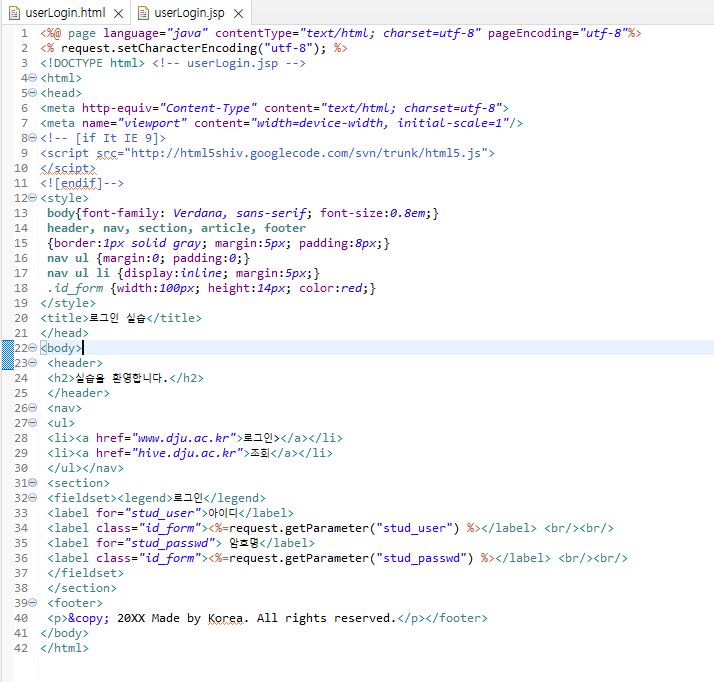 userLogin.html userLogin.jsp
1 <%@ page language="java" contentType="text/html; charset=utf-8" pageEncoding="utf-8"%>
2 <% request.setCharacterEncoding("utf-8"); %>
3 <!DOCTYPE html> <!-- userLogin.jsp -->
4 <html>
5 <head>
6 <meta http-equiv="Content-Type" content="text/html; charset=utf-8">
7 <meta name="viewport" content="width=device-width, initial-scale=1"/>
8 <!-- [if It IE 9]>
9 <script src="http://html5shiv.googlecode.com/svn/trunk/html5.js">
10 </scipt>
11 <![endif]-->
12 <style>
13 body{font-family: Verdana, sans-serif; font-size:0.8em;}
14 header, nav, section, article, footer
15 {border:1px solid gray; margin:5px; padding:8px;}
16 nav ul {margin:0; padding:0;}
17 nav ul li {display:inline; margin:5px;}
18 .id_form {width:100px; height:14px; color:red;}
19 </style>
20 <title>로그인 실습</title>
21 </head>
22 <body>
23 <header>
24 <h2>실습을 환영합니다.</h2>
25 </header>
26 <nav>
27 <ul>
28 <li><a href="www.dju.ac.kr">로그인></a></li>
29 <li><a href="hive.dju.ac.kr">조회</a></li>
30 </ul></nav>
31 <section>
32 <fieldset><legend>로그인</legend>
33 <label for="stud_user">아이디</label>
34 <label class="id_form"><%=request.getParameter("stud_user") %></label> <br/><br/>
35 <label for="stud_passwd"> 암호명</label>
36 <label class="id_form"><%=request.getParameter("stud_passwd") %></label> <br/><br/>
37 </fieldset>
38 </section>
39 <footer>
40 <p>&copy; 20XX Made by Korea. All rights reserved.</p></footer>
41 </body>
42 </html>